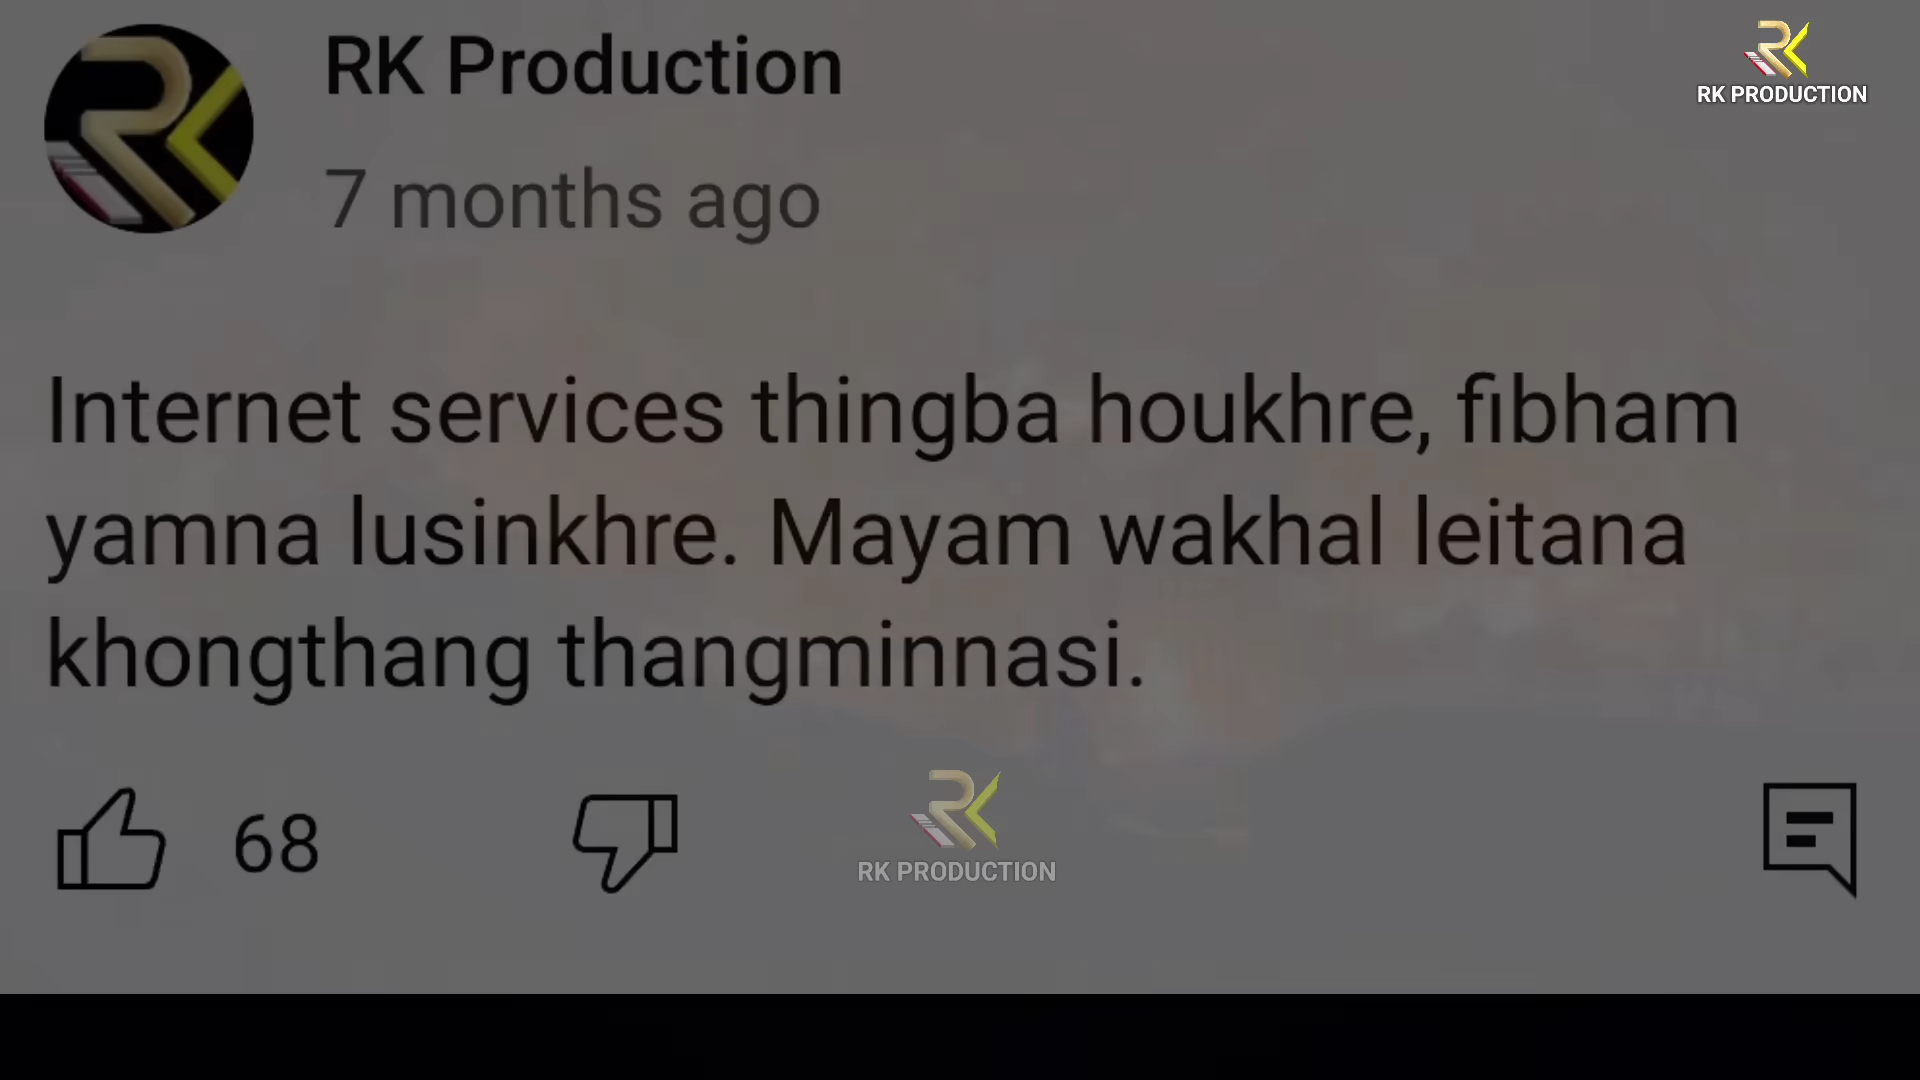 RK Production
RK PRODUCTION
7 months ago
Internet services thingba houkhre, fibham
yamna lusinkhre. Mayam wakhal leitana
khongthang thangminnasi.
68
RK PRODUCTION